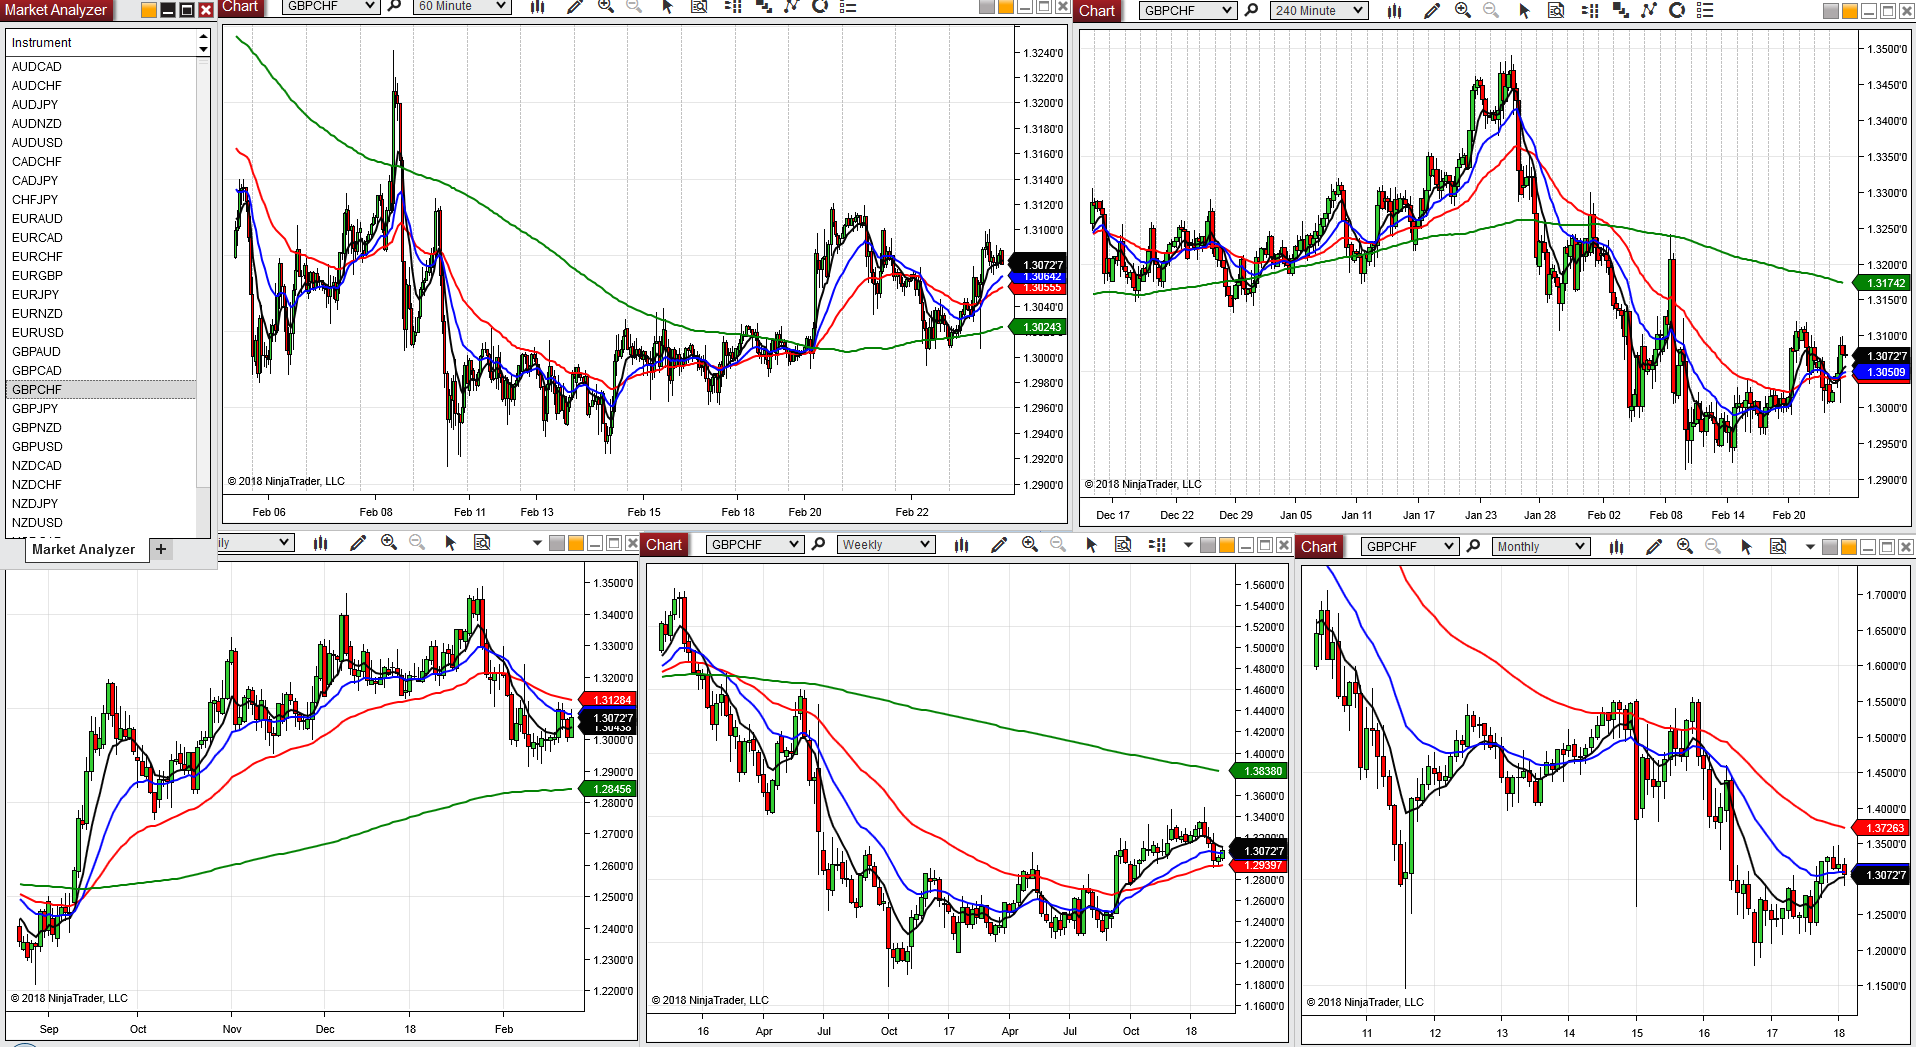 Market Analyzer
Instrument
AUDCAD
AUDCHF
AUDJPY
AUDNZD
AUDUSD
CADCHF
CADJPY
CHFJPY
EURAUD
EURCAD
EURCHF
EURGBP
EURJPY
EURNZD
EURUSD
GBPAUD
GBPCAD
GBPCHF
GBPJPY
GBPNZD
GBPUSD
NZDCAD
NZDCHF
NZDJPY
NZDUSD
Market Analyzer +
Chart GBPCHF 60 Minute
1.3240'0
1.3220'0
1.3200'0
1.3180'0
1.3160'0
1.3140'0
1.3120'0
1.3100'0
1.3072'7
1.30642
1.30555
1.3040'0
1.30243
1.3000'0
1.2980'0
1.2960'0
1.2940'0
1.2920'0
1.2900'0
© 2018 NinjaTrader, LLC
Feb 06 Feb 08 Feb 11 Feb 13 Feb 15 Feb 18 Feb 20 Feb 22
Chart GBPCHF 240 Minute
1.3500'0
1.3450'0
1.3400'0
1.3350'0
1.3300'0
1.3250'0
1.3200'0
1.31742
1.3150'0
1.3100'0
1.3072'7
1.30509
1.3000'0
1.2950'0
1.2900'0
© 2018 NinjaTrader, LLC
Dec 17 Dec 22 Dec 29 Jan 05 Jan 11 Jan 17 Jan 23 Jan 28 Feb 02 Feb 08 Feb 14 Feb 20
ily
1.3500'0
1.3400'0
1.3300'0
1.3200'0
1.31284
1.3072'7
1.3000'0
1.2900'0
1.28456
1.2800'0
1.2700'0
1.2600'0
1.2500'0
1.2400'0
1.2300'0
1.2200'0
© 2018 NinjaTrader, LLC
Sep Oct Nov Dec 18 Feb
Chart GBPCHF Weekly
1.5600'0
1.5400'0
1.5200'0
1.5000'0
1.4800'0
1.4600'0
1.4400'0
1.4200'0
1.4000'0
1.38380
1.3600'0
1.3400'0
1.3072'7
1.29397
1.2800'0
1.2600'0
1.2400'0
1.2200'0
1.2000'0
1.1800'0
1.1600'0
© 2018 NinjaTrader, LLC
16 Apr Jul Oct 17 Apr Jul Oct 18
Chart GBPCHF Monthly
1.7000'0
1.6500'0
1.6000'0
1.5500'0
1.5000'0
1.4500'0
1.4000'0
1.37263
1.3500'0
1.3072'7
1.2500'0
1.2000'0
1.1500'0
© 2018 NinjaTrader, LLC
11 12 13 14 15 16 17 18